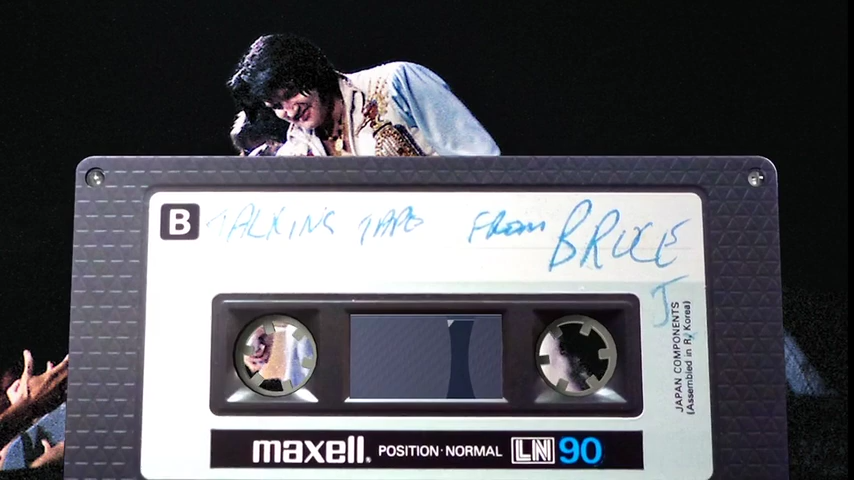 B TALKING TAPE FROM BRUCE
J
JAPAN COMPONENTS
(Assembled in R, Korea)
maxell. POSITION·NORMAL LN 90